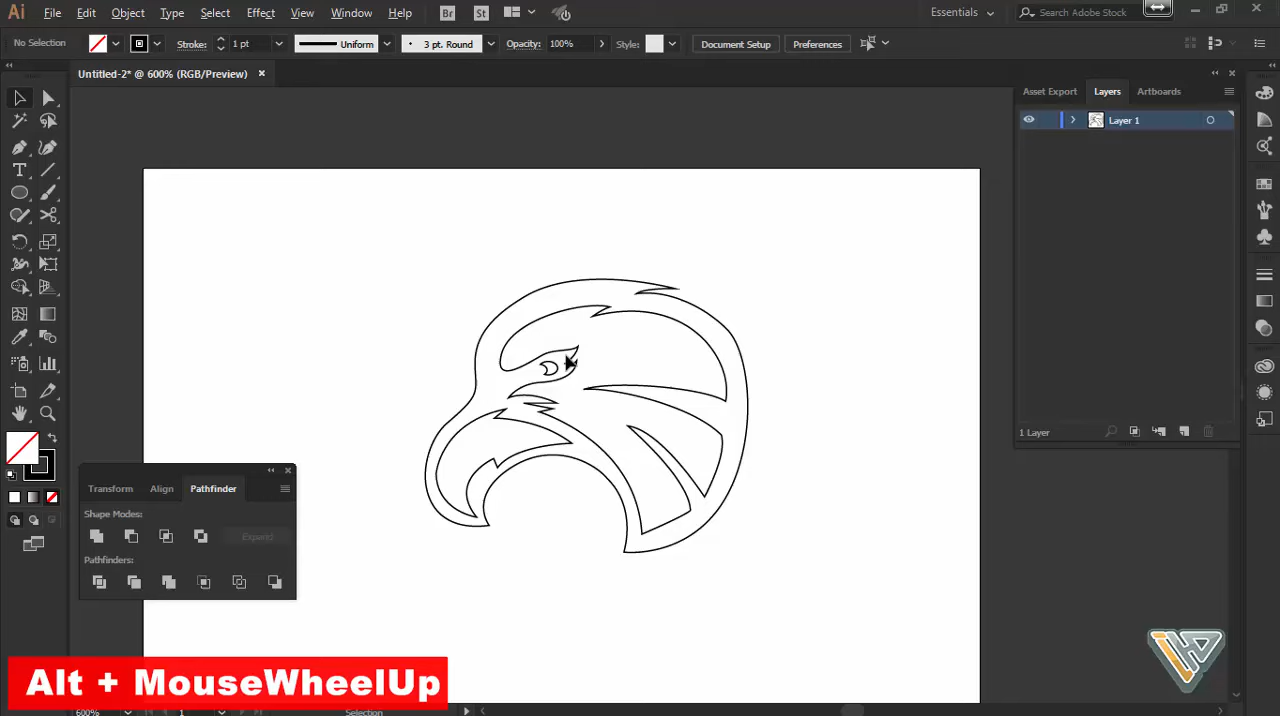 Ai File Edit Object Type Select Effect View Window Help Br St Essentials Search Adobe Stock
No Selection Stroke: 1 pt Uniform 3 pt. Round Opacity: 100% Style: Document Setup Preferences
Untitled-2* @ 600% (RGB/Preview)
Asset Export Layers Artboards
Layer 1
1 Layer
Transform Align Pathfinder
Shape Modes:
Expand
Pathfinders:
Alt + MouseWheelUp
600% 1 Selection